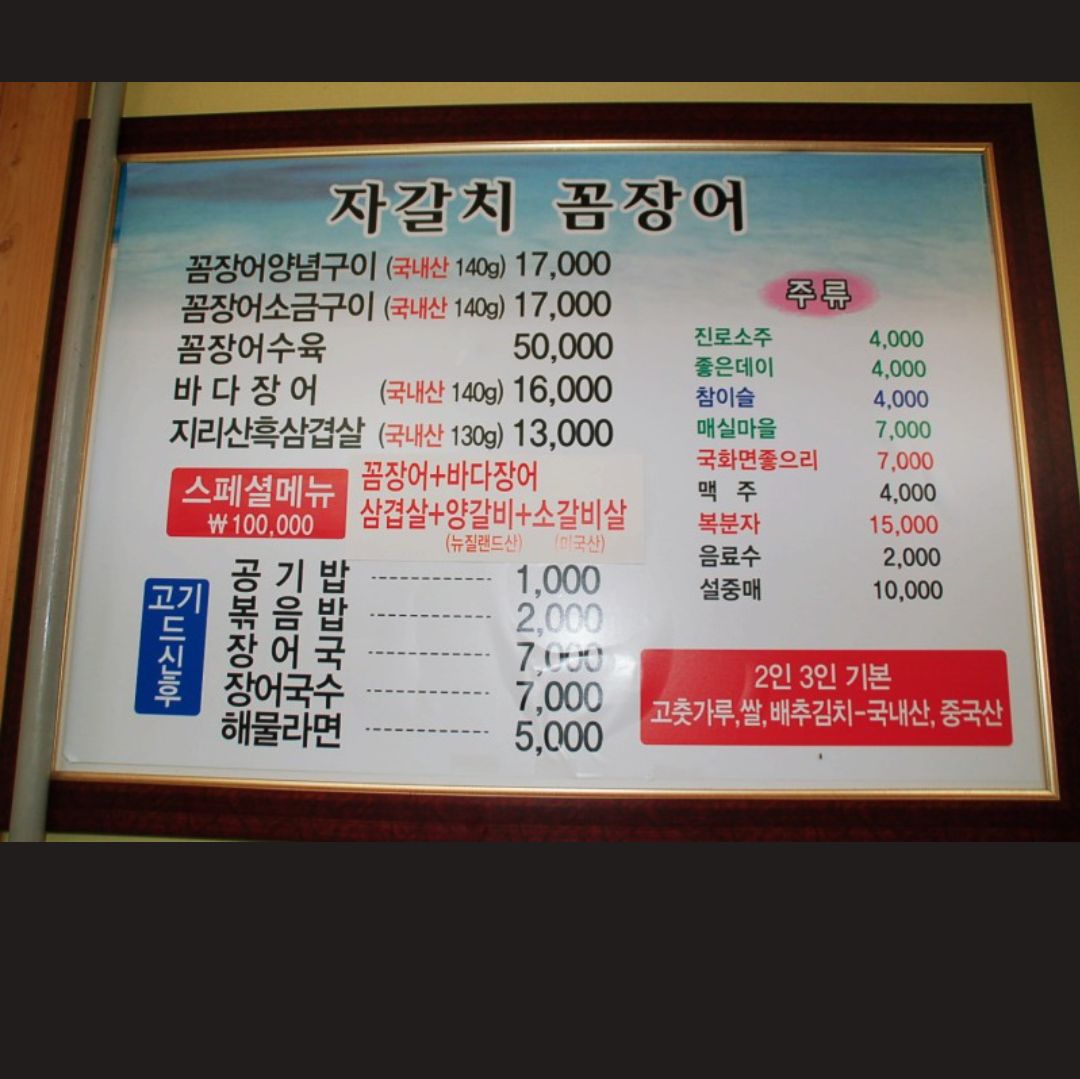 자갈치 꼼장어
꼼장어양념구이 (국내산 140g) 17,000
꼼장어소금구이 (국내산 140g) 17,000
꼼장어수육 50,000
바다장어 (국내산 140g) 16,000
지리산흑삼겹살 (국내산 130g) 13,000
스페셜메뉴
₩100,000
꼼장어+바다장어
삼겹살+양갈비+소갈비살
(뉴질랜드산) (미국산)
고기
드
신
후
공기밥 ---------------- 1,000
볶음밥 ---------------- 2,000
장어국 ---------------- 7,000
장어국수 ---------------- 7,000
해물라면 ---------------- 5,000
주류
진로소주 4,000
좋은데이 4,000
참이슬 4,000
매실마을 7,000
국화면좋으리 7,000
맥주 4,000
복분자 15,000
음료수 2,000
설중매 10,000
2인 3인 기본
고춧가루,쌀,배추김치-국내산, 중국산